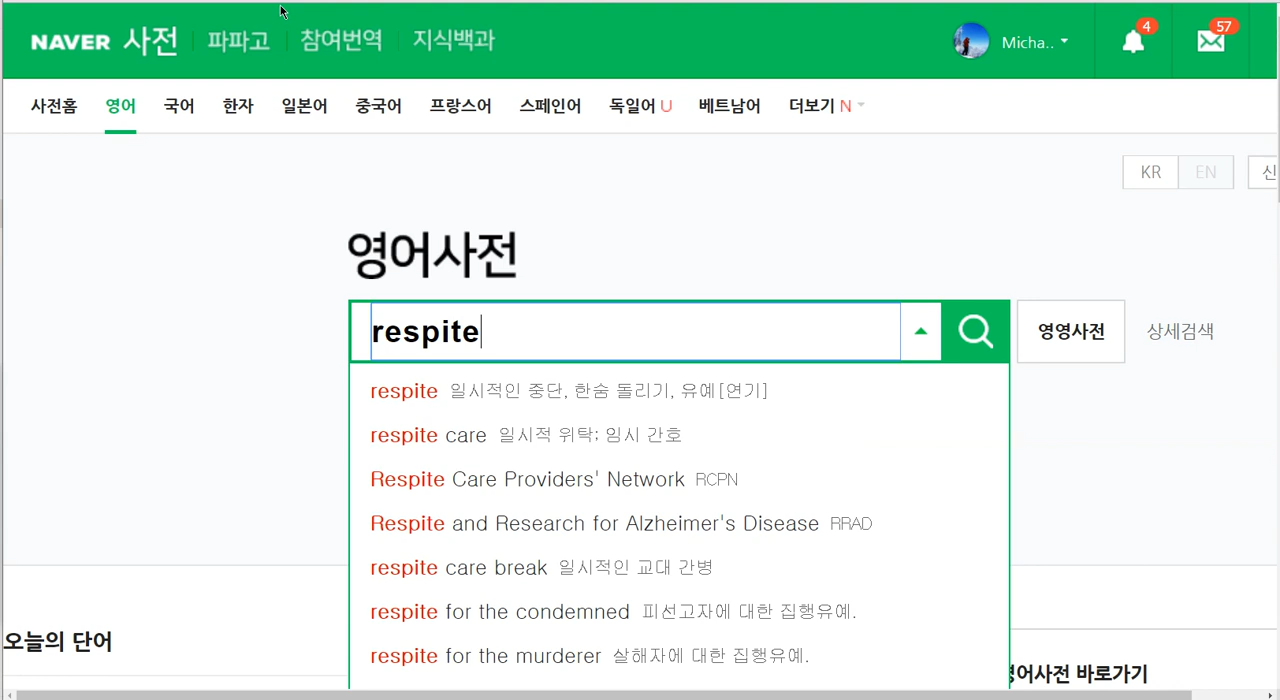 NAVER 사전 파파고 참여번역 지식백과 Micha.. 4 57
사전홈 영어 국어 한자 일본어 중국어 프랑스어 스페인어 독일어 U 베트남어 더보기 N
KR EN 신
영어사전
respite 영영사전 상세검색
respite 일시적인 중단, 한숨 돌리기, 유예[연기]
respite care 일시적 위탁; 임시 간호
Respite Care Providers' Network RCPN
Respite and Research for Alzheimer's Disease RRAD
respite care break 일시적인 교대 간병
respite for the condemned 피선고자에 대한 집행유예.
오늘의 단어
respite for the murderer 살해자에 대한 집행유예.
영어사전 바로가기